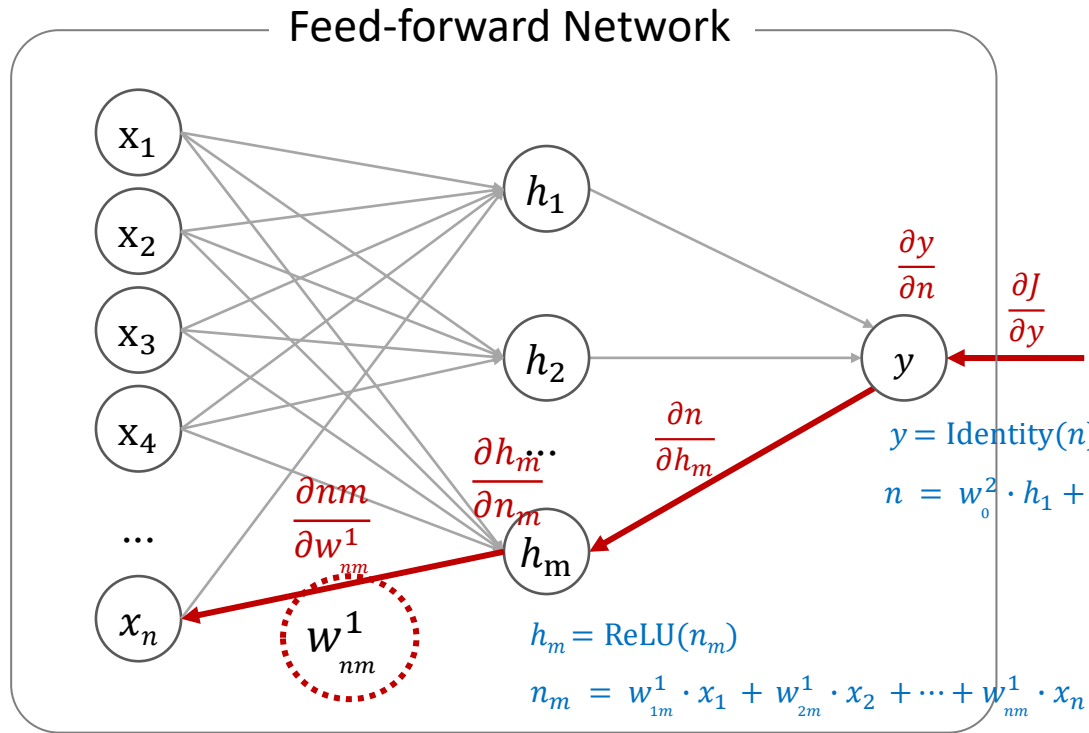 Feed-forward Network
x₁
x₂
x₃
x₄
...
xₙ
h₁
h₂
...
hₘ
y
∂J/∂y
∂y/∂n
∂n/∂hₘ
∂hₘ/∂nₘ
∂nm/∂w¹ₙₘ
w¹ₙₘ
y = Identity(n)
n = w²₀ · h₁ +
hₘ = ReLU(nₘ)
nₘ = w¹₁ₘ · x₁ + w¹₂ₘ · x₂ + ⋯ + w¹ₙₘ · xₙ